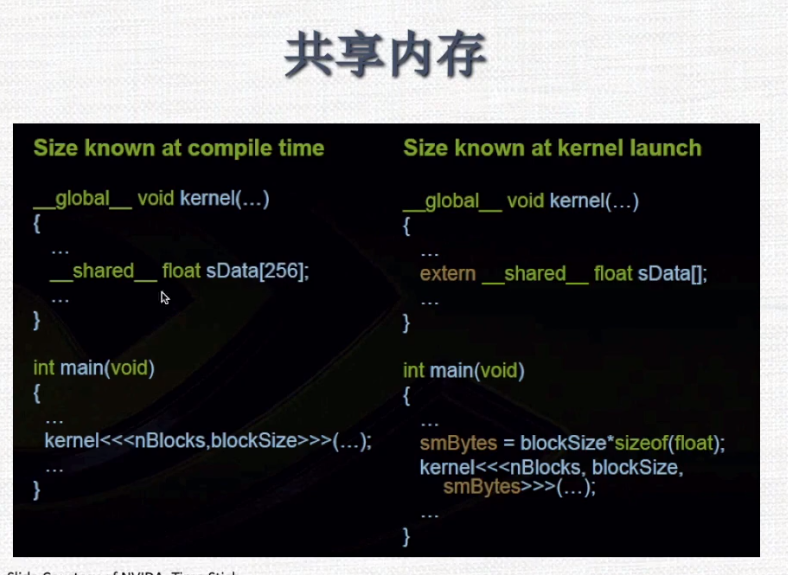 共享内存
Size known at compile time
__global__ void kernel(…)
{
…
__shared__ float sData[256];
…
}
int main(void)
{
…
kernel<<<nBlocks,blockSize>>>(…);
…
}
Size known at kernel launch
__global__ void kernel(…)
{
…
extern __shared__ float sData[];
…
}
int main(void)
{
…
smBytes = blockSize*sizeof(float);
kernel<<<nBlocks, blockSize,
smBytes>>>(…);
…
}